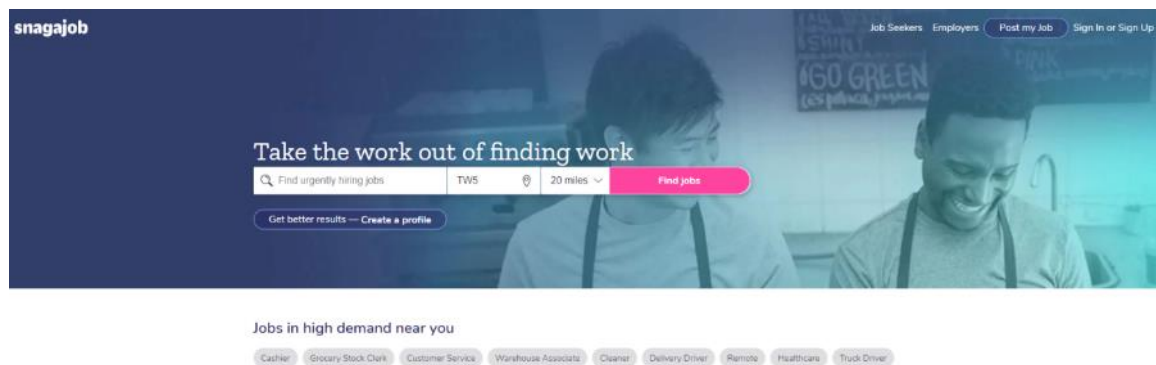 snagajob
Job Seekers Employers Post my Job Sign In or Sign Up
GO GREEN
Take the work out of finding work
Find urgently hiring jobs TW5 20 miles Find jobs
Get better results — Create a profile
Jobs in high demand near you
Cashier Grocery Stock Clerk Customer Service Warehouse Associate Cleaner Delivery Driver Remote Healthcare Truck Driver